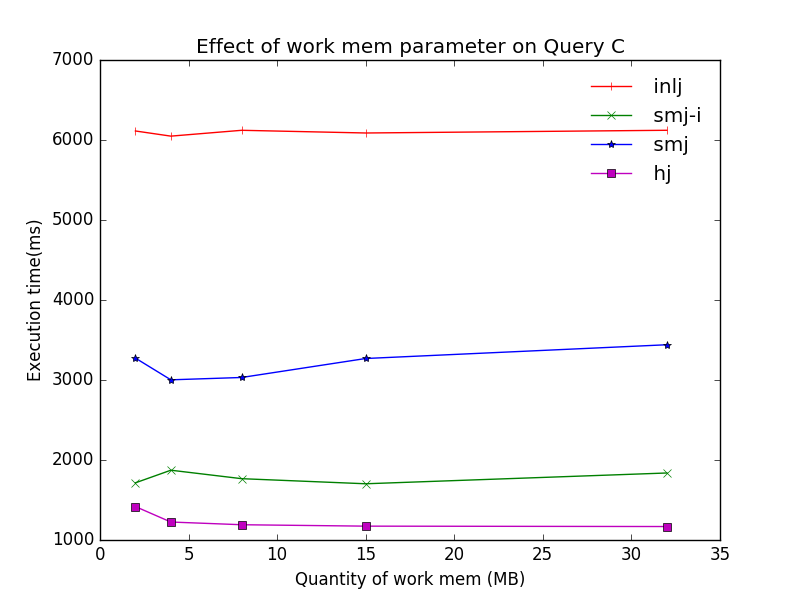 Effect of work mem parameter on Query C
7000
6000
5000
4000
3000
2000
1000
Execution time(ms)
inlj
smj-i
smj
hj
0 5 10 15 20 25 30 35
Quantity of work mem (MB)